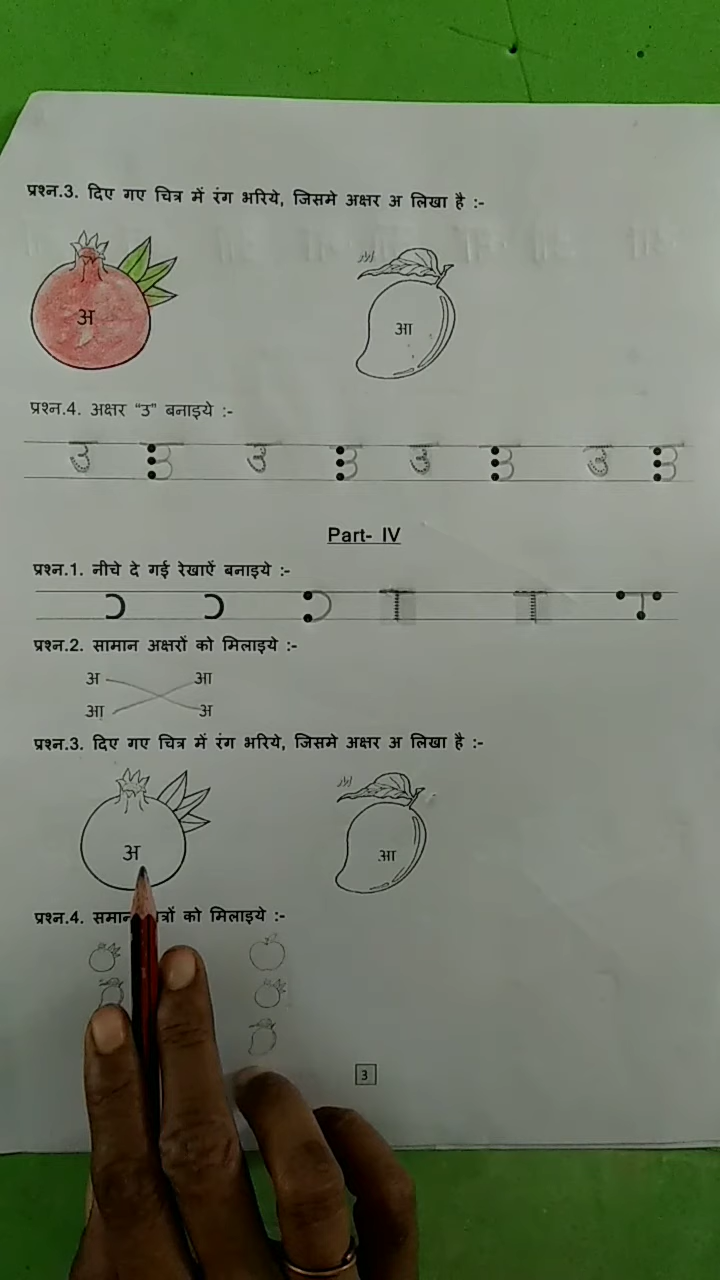 प्रश्न.3. दिए गए चित्र में रंग भरिये, जिसमे अक्षर अ लिखा है :-
अ आ
प्रश्न.4. अक्षर “उ” बनाइये :-
उ उ उ उ उ उ उ उ
Part- IV
प्रश्न.1. नीचे दे गई रेखाऐं बनाइये :-
प्रश्न.2. सामान अक्षरों को मिलाइये :-
अ आ
आ अ
प्रश्न.3. दिए गए चित्र में रंग भरिये, जिसमे अक्षर अ लिखा है :-
अ आ
प्रश्न.4. को मिलाइये :-
3